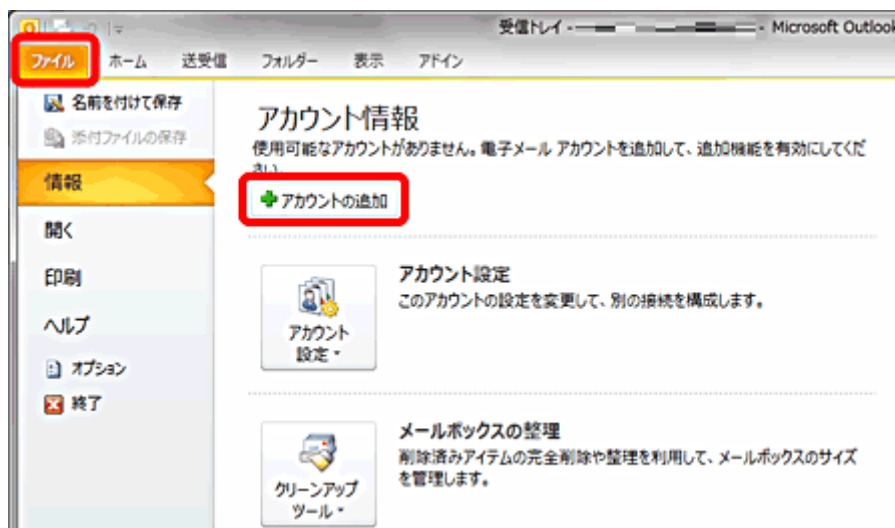 受信トレイ - - Microsoft Outlook
ファイル ホーム 送受信 フォルダー 表示 アドイン
名前を付けて保存
添付ファイルの保存
情報
開く
印刷
ヘルプ
オプション
終了
アカウント情報
使用可能なアカウントがありません。電子メール アカウントを追加して、追加機能を有効にしてくだ
さい。
アカウントの追加
アカウント
設定
アカウント設定
このアカウントの設定を変更して、別の接続を構成します。
クリーンアップ
ツール
メールボックスの整理
削除済みアイテムの完全削除や整理を利用して、メールボックスのサイズ
を管理します。